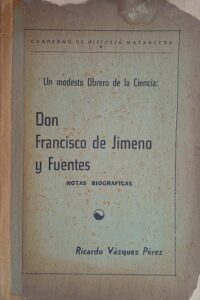 CUADERNO DE HISTORIA MATANCERA
Un modesto Obrero de la Ciencia:
Don
Francisco de Jimeno
y Fuentes
NOTAS BIOGRAFICAS
Ricardo Vázquez Pérez